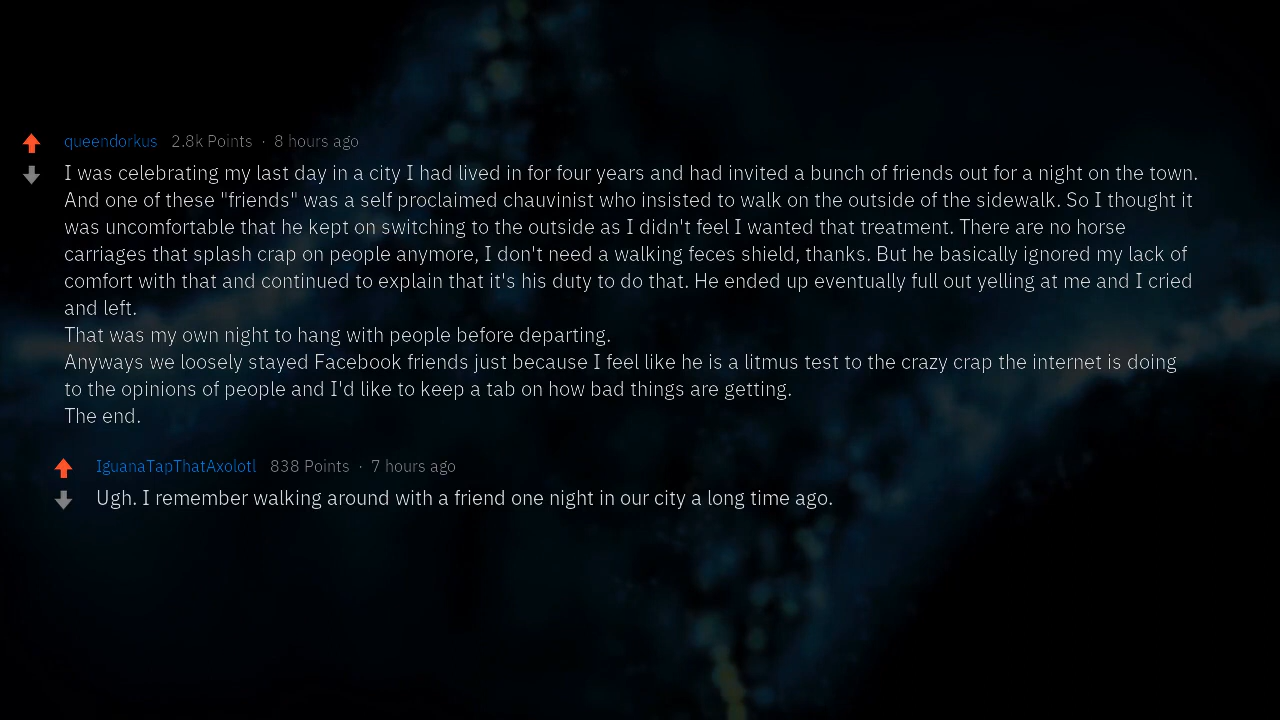 queendorkus 2.8k Points · 8 hours ago
I was celebrating my last day in a city I had lived in for four years and had invited a bunch of friends out for a night on the town.
And one of these "friends" was a self proclaimed chauvinist who insisted to walk on the outside of the sidewalk. So I thought it
was uncomfortable that he kept on switching to the outside as I didn't feel I wanted that treatment. There are no horse
carriages that splash crap on people anymore, I don't need a walking feces shield, thanks. But he basically ignored my lack of
comfort with that and continued to explain that it's his duty to do that. He ended up eventually full out yelling at me and I cried
and left.
That was my own night to hang with people before departing.
Anyways we loosely stayed Facebook friends just because I feel like he is a litmus test to the crazy crap the internet is doing
to the opinions of people and I'd like to keep a tab on how bad things are getting.
The end.
IguanaTapThatAxolotl 838 Points · 7 hours ago
Ugh. I remember walking around with a friend one night in our city a long time ago.